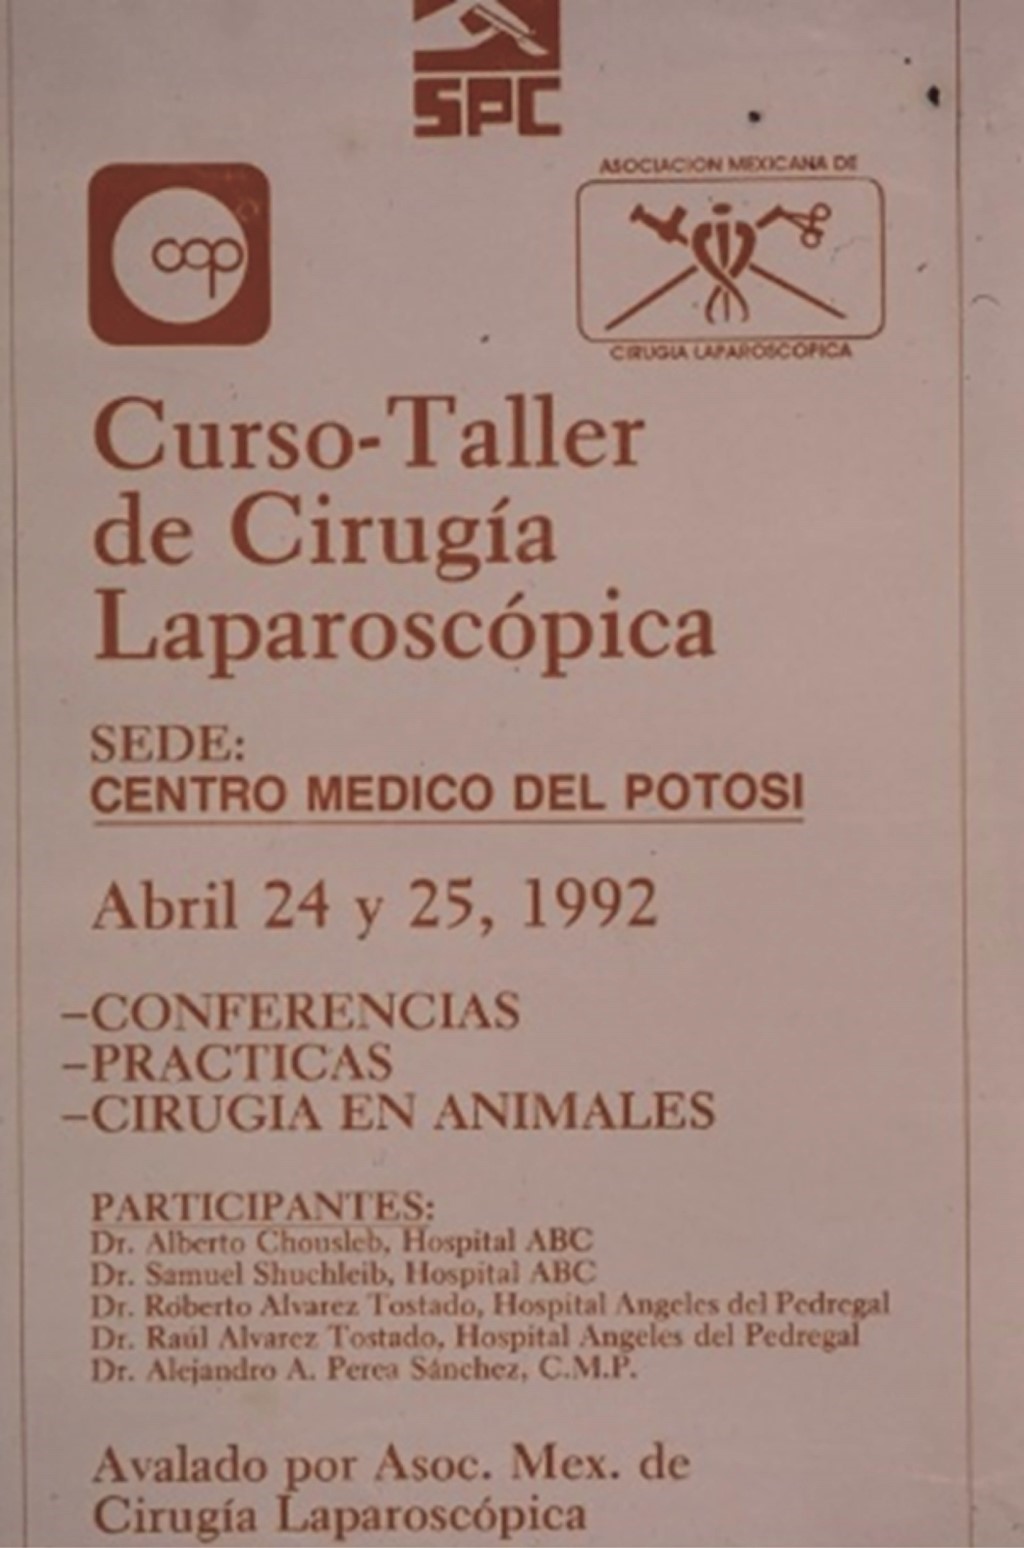 SPC
cqp
ASOCIACION MEXICANA DE
CIRUGIA LAPAROSCOPICA
Curso-Taller
de Cirugía
Laparoscópica
SEDE:
CENTRO MEDICO DEL POTOSI
Abril 24 y 25, 1992
–CONFERENCIAS
–PRACTICAS
–CIRUGIA EN ANIMALES
PARTICIPANTES:
Dr. Alberto Chousleb, Hospital ABC
Dr. Samuel Shuchleib, Hospital ABC
Dr. Roberto Alvarez Tostado, Hospital Angeles del Pedregal
Dr. Raúl Alvarez Tostado, Hospital Angeles del Pedregal
Dr. Alejandro A. Perea Sánchez, C.M.P.
Avalado por Asoc. Mex. de
Cirugía Laparoscópica